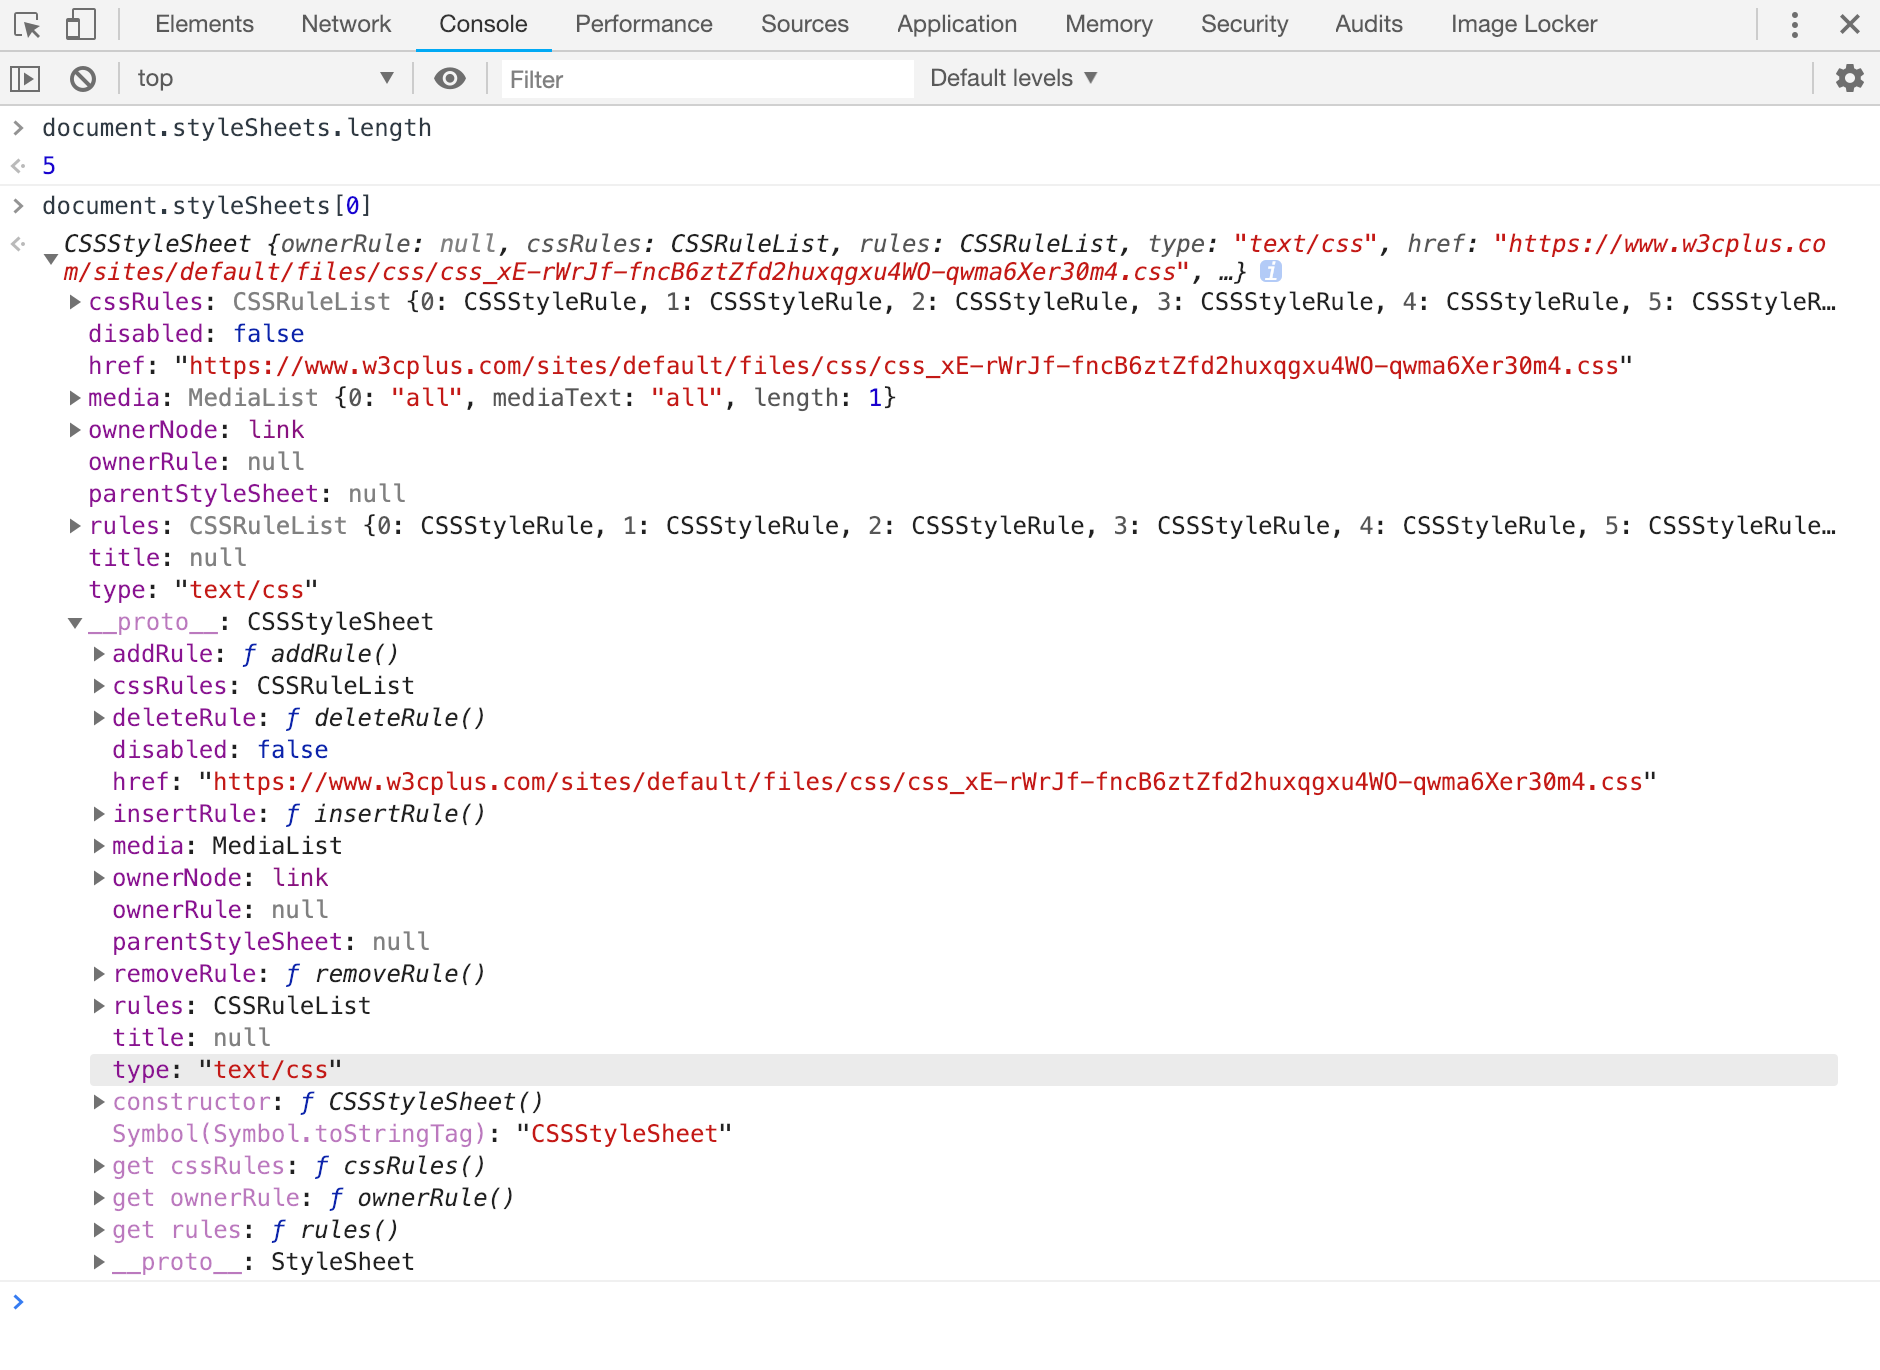 Elements Network Console Performance Sources Application Memory Security Audits Image Locker
top Filter Default levels
document.styleSheets.length
5
document.styleSheets[0]
CSSStyleSheet {ownerRule: null, cssRules: CSSRuleList, rules: CSSRuleList, type: "text/css", href: "https://www.w3cplus.co
m/sites/default/files/css/css_xE-rWrJf-fncB6ztZfd2huxqgxu4WO-qwma6Xer30m4.css", …} i
cssRules: CSSRuleList {0: CSSStyleRule, 1: CSSStyleRule, 2: CSSStyleRule, 3: CSSStyleRule, 4: CSSStyleRule, 5: CSSStyleR…
disabled: false
href: "https://www.w3cplus.com/sites/default/files/css/css_xE-rWrJf-fncB6ztZfd2huxqgxu4WO-qwma6Xer30m4.css"
media: MediaList {0: "all", mediaText: "all", length: 1}
ownerNode: link
ownerRule: null
parentStyleSheet: null
rules: CSSRuleList {0: CSSStyleRule, 1: CSSStyleRule, 2: CSSStyleRule, 3: CSSStyleRule, 4: CSSStyleRule, 5: CSSStyleRule…
title: null
type: "text/css"
__proto__: CSSStyleSheet
addRule: ƒ addRule()
cssRules: CSSRuleList
deleteRule: ƒ deleteRule()
disabled: false
href: "https://www.w3cplus.com/sites/default/files/css/css_xE-rWrJf-fncB6ztZfd2huxqgxu4WO-qwma6Xer30m4.css"
insertRule: ƒ insertRule()
media: MediaList
ownerNode: link
ownerRule: null
parentStyleSheet: null
removeRule: ƒ removeRule()
rules: CSSRuleList
title: null
type: "text/css"
constructor: ƒ CSSStyleSheet()
Symbol(Symbol.toStringTag): "CSSStyleSheet"
get cssRules: ƒ cssRules()
get ownerRule: ƒ ownerRule()
get rules: ƒ rules()
__proto__: StyleSheet